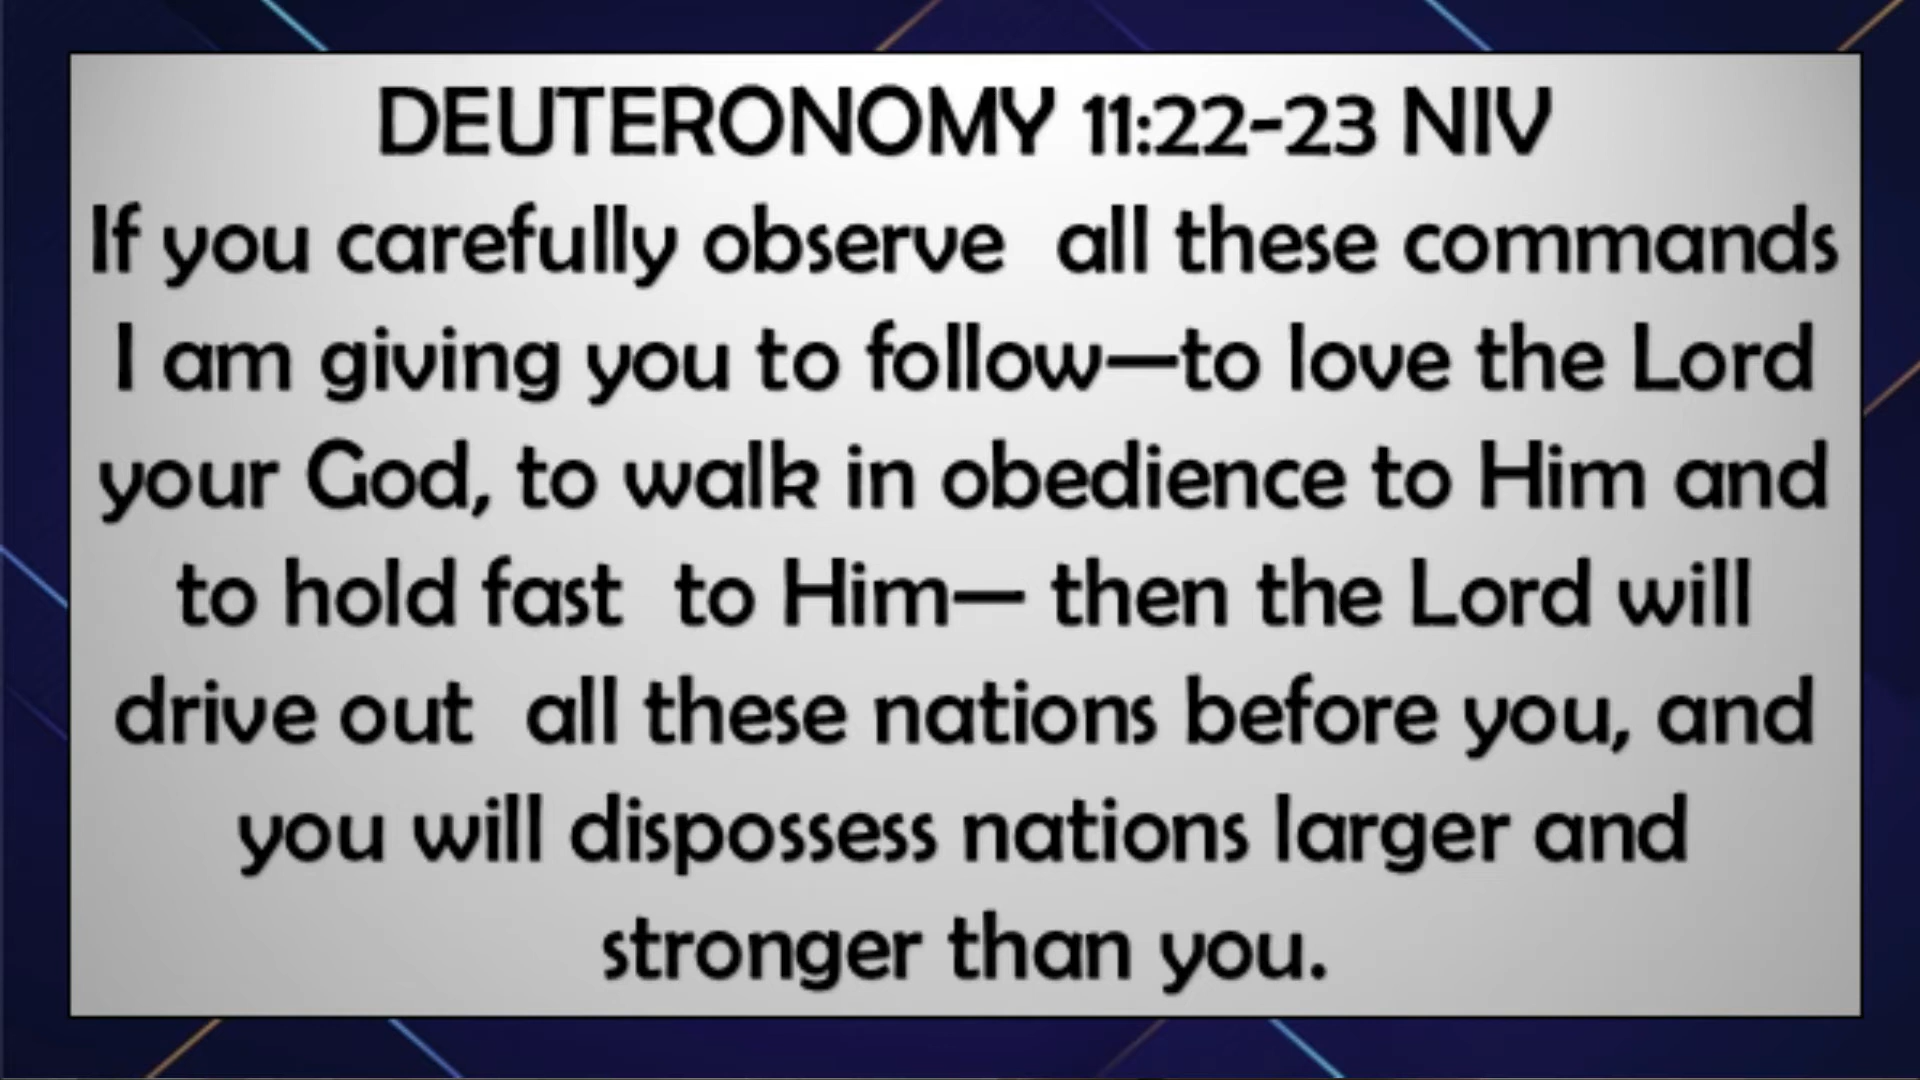 DEUTERONOMY 11:22-23 NIV
If you carefully observe  all these commands
I am giving you to follow—to love the Lord
your God, to walk in obedience to Him and
to hold fast  to Him— then the Lord will
drive out  all these nations before you, and
you will dispossess nations larger and
stronger than you.